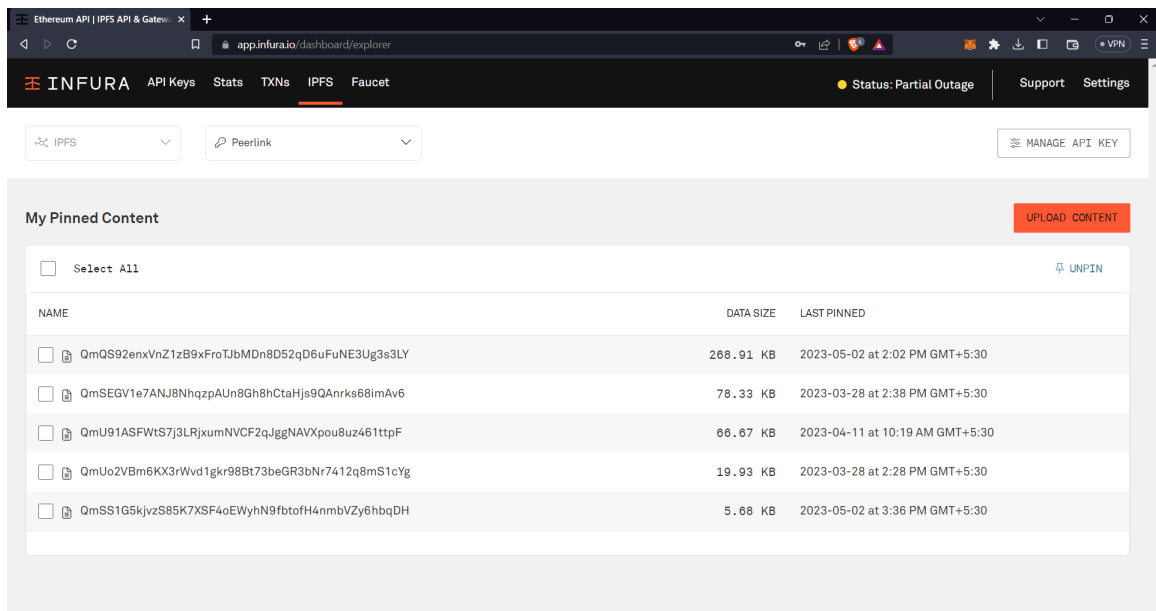 Ethereum API | IPFS API & Gatew
app.infura.io/dashboard/explorer
VPN
INFURA API Keys Stats TXNs IPFS Faucet Status: Partial Outage Support Settings
IPFS Peerlink MANAGE API KEY
My Pinned Content UPLOAD CONTENT
Select All UNPIN
NAME DATA SIZE LAST PINNED
QmQS92enxVnZ1zB9xFroTJbMDn8D52qD6uFuNE3Ug3s3LY 268.91 KB 2023-05-02 at 2:02 PM GMT+5:30
QmSEGV1e7ANJ8NhqzpAUn8Gh8hCtaHjs9QAnrks68imAv6 78.33 KB 2023-03-28 at 2:38 PM GMT+5:30
QmU91ASFWtS7j3LRjxumNVCF2qJggNAVXpou8uz461ttpF 66.67 KB 2023-04-11 at 10:19 AM GMT+5:30
QmUo2VBm6KX3rWvd1gkr98Bt73beGR3bNr7412q8mS1cYg 19.93 KB 2023-03-28 at 2:28 PM GMT+5:30
QmSS1G5kjvzS85K7XSF4oEWyhN9fbtofH4nmbVZy6hbqDH 5.68 KB 2023-05-02 at 3:36 PM GMT+5:30